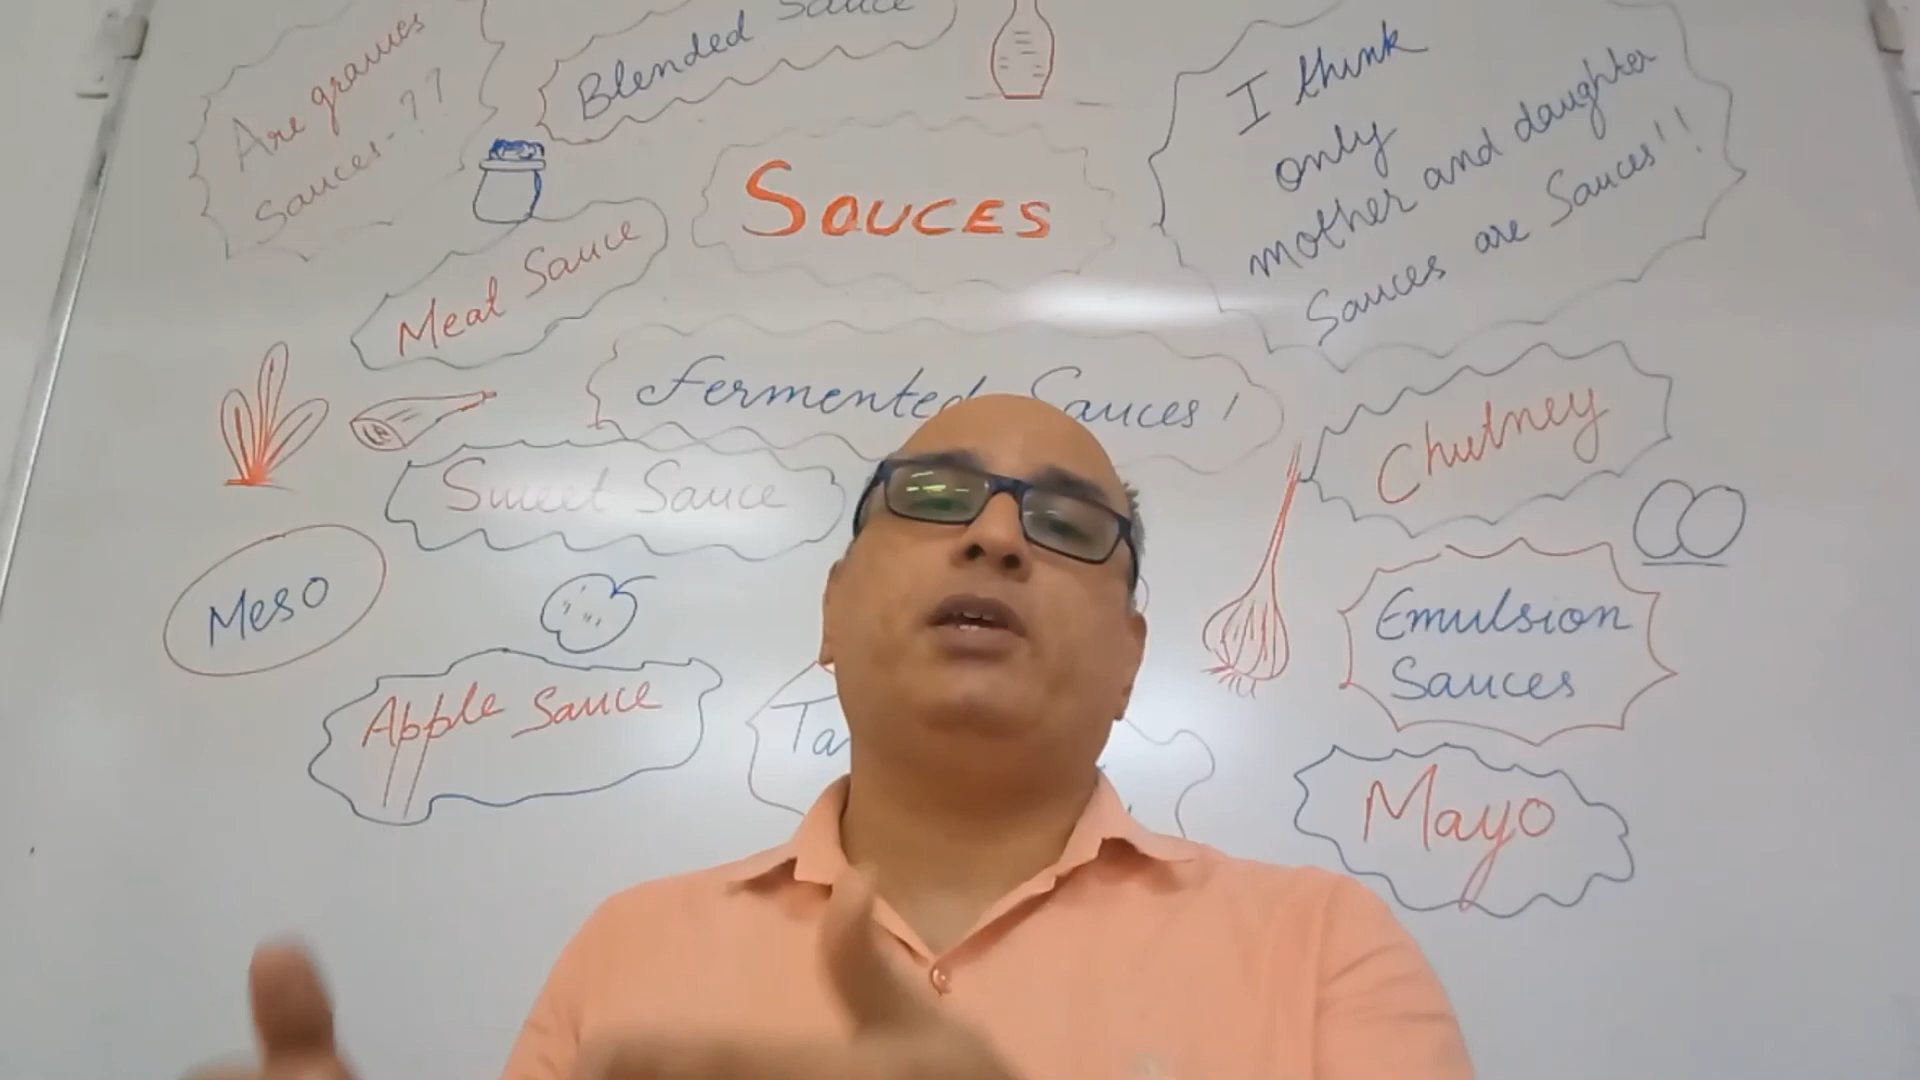 Are gravies
Sauces-??
Blended Sauce
I think
only
mother and daughter
Sauces are Sauces!!
SAUCES
Meat Sauce
Fermented Sauces!
Chutney
Sweet Sauce
Meso
Emulsion
Sauces
Apple Sauce
Mayo